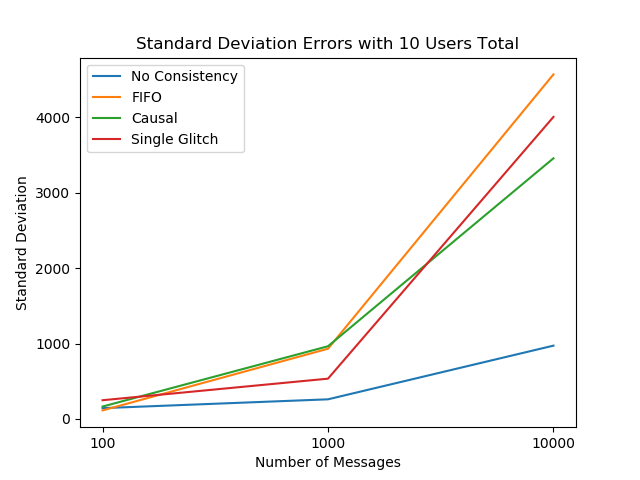 Standard Deviation Errors with 10 Users Total
No Consistency
FIFO
Causal
Single Glitch
Standard Deviation
4000
3000
2000
1000
0
100
1000
10000
Number of Messages